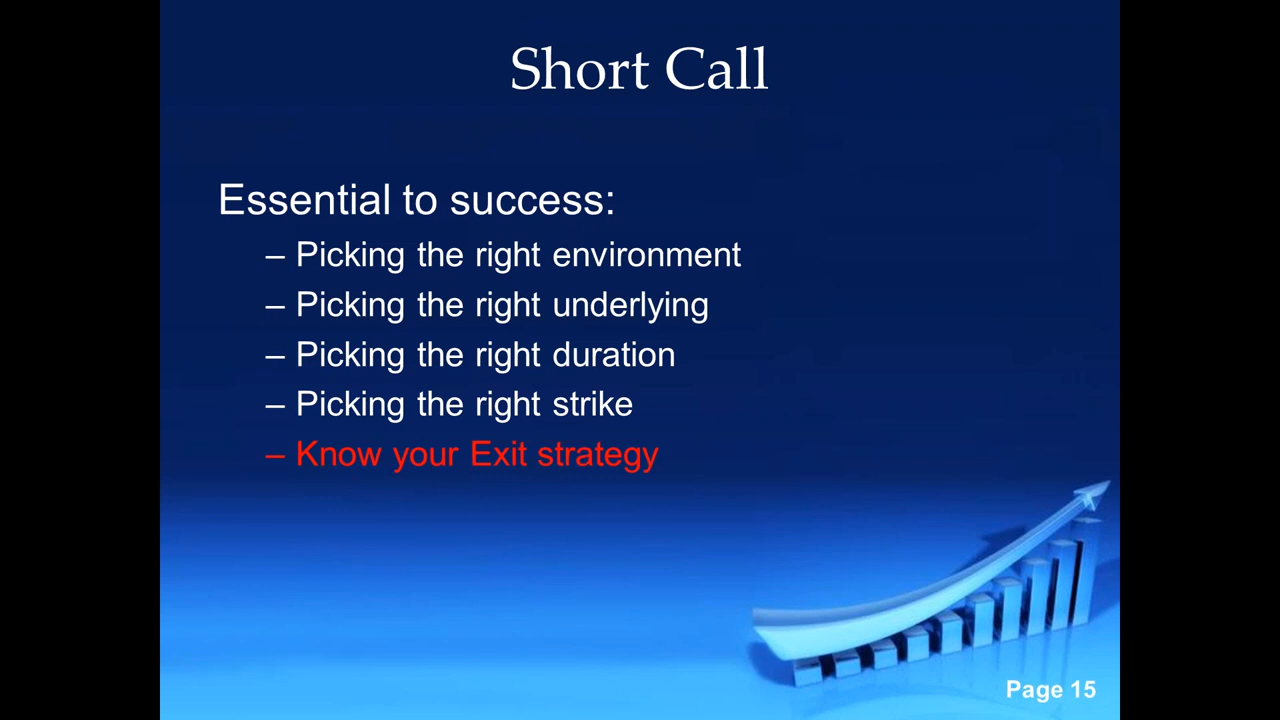 Short Call
Essential to success:
– Picking the right environment
– Picking the right underlying
– Picking the right duration
– Picking the right strike
– Know your Exit strategy
Page 15